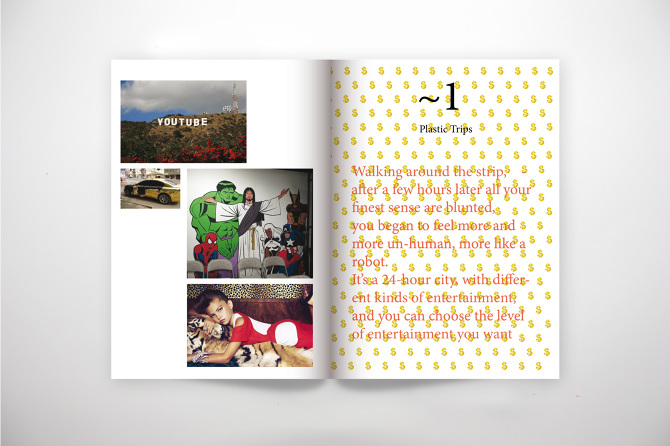 YOUTUBE
~1
Plastic Trips
Walking around the strip,
after a few hours later all your
finest sense are blunted,
you began to feel more and
more un-human, more like a
robot.
It's a 24-hour city, with differ-
ent kinds of entertainment,
and you can choose the level
of entertainment you want